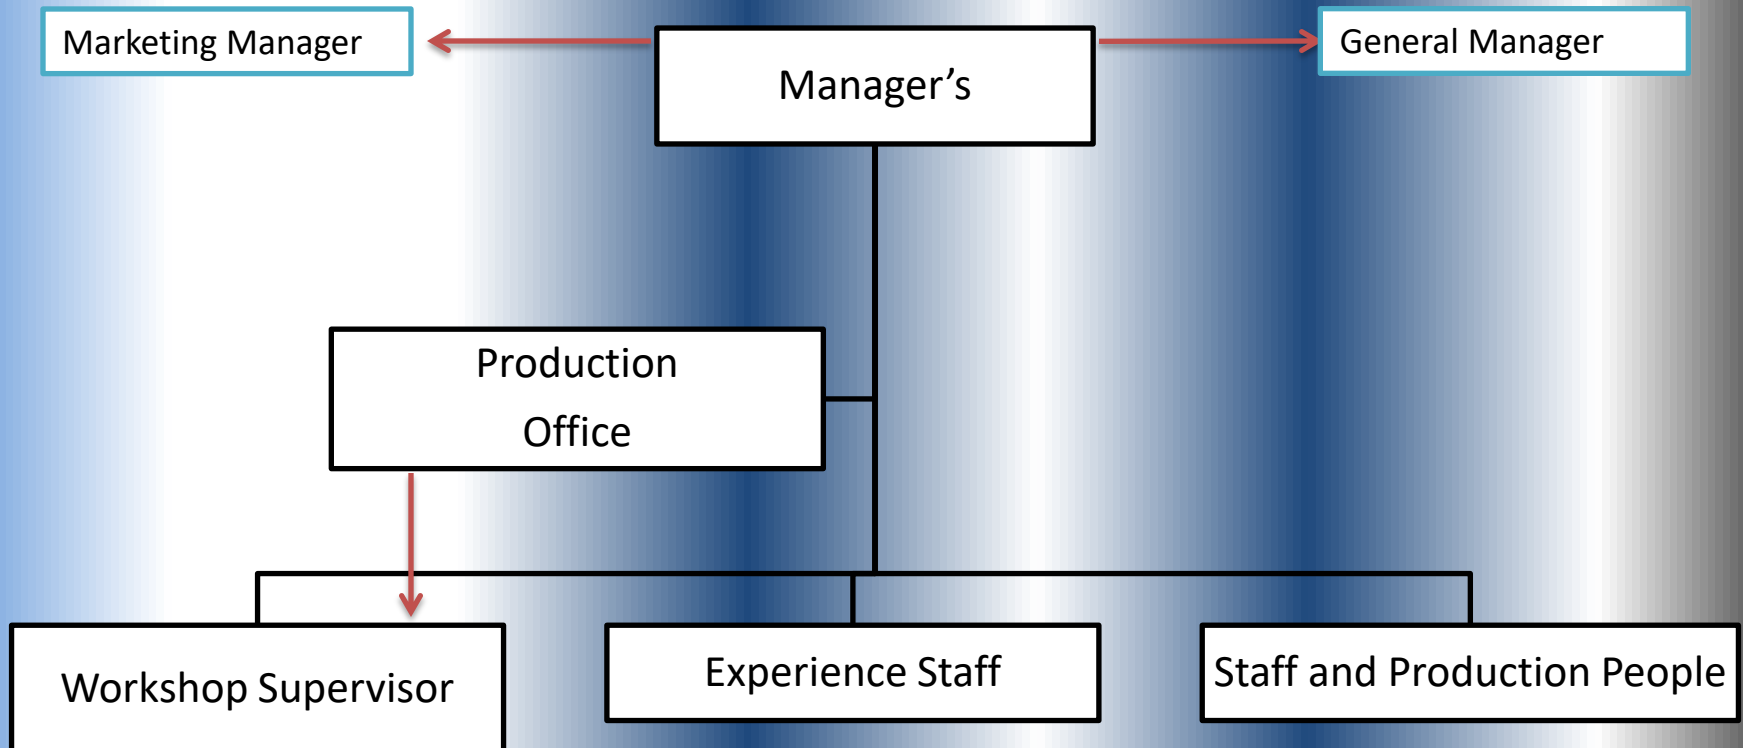 Marketing Manager
General Manager
Manager’s
Production
Office
Workshop Supervisor
Experience Staff
Staff and Production People